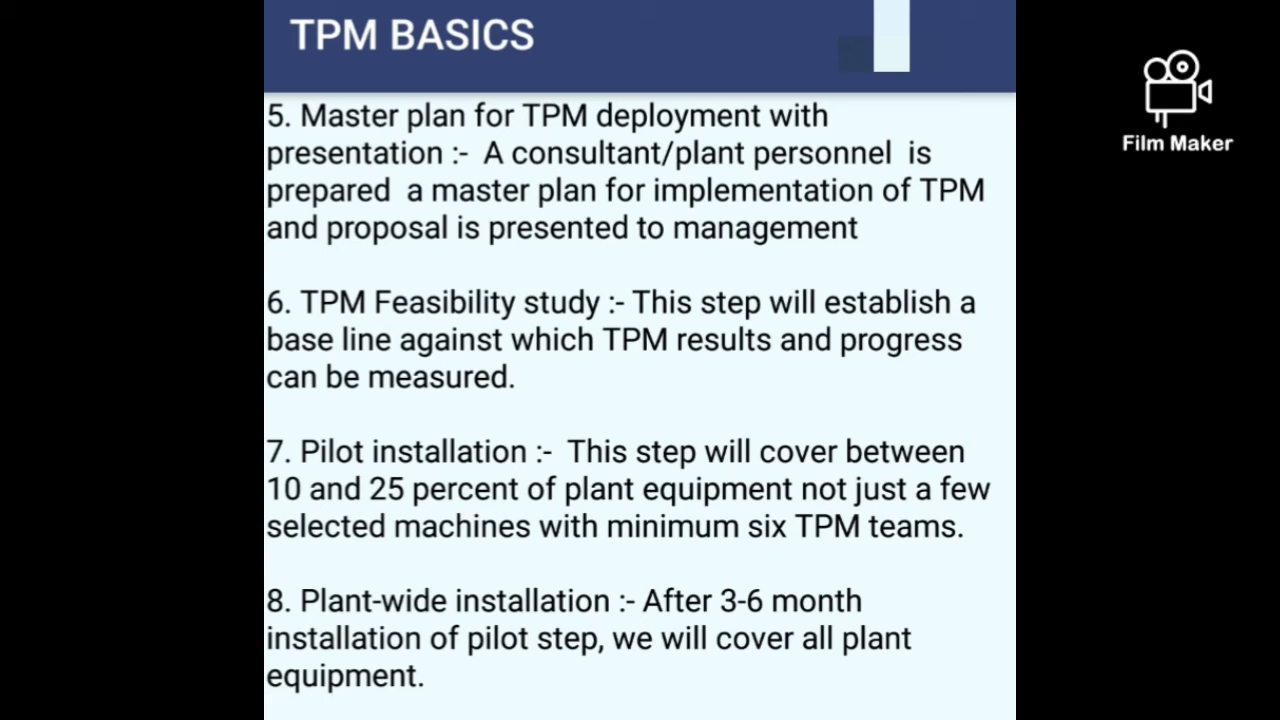 TPM BASICS
5. Master plan for TPM deployment with
presentation :-  A consultant/plant personnel  is
prepared  a master plan for implementation of TPM
and proposal is presented to management
6. TPM Feasibility study :- This step will establish a
base line against which TPM results and progress
can be measured.
7. Pilot installation :-  This step will cover between
10 and 25 percent of plant equipment not just a few
selected machines with minimum six TPM teams.
8. Plant-wide installation :- After 3-6 month
installation of pilot step, we will cover all plant
equipment.
Film Maker